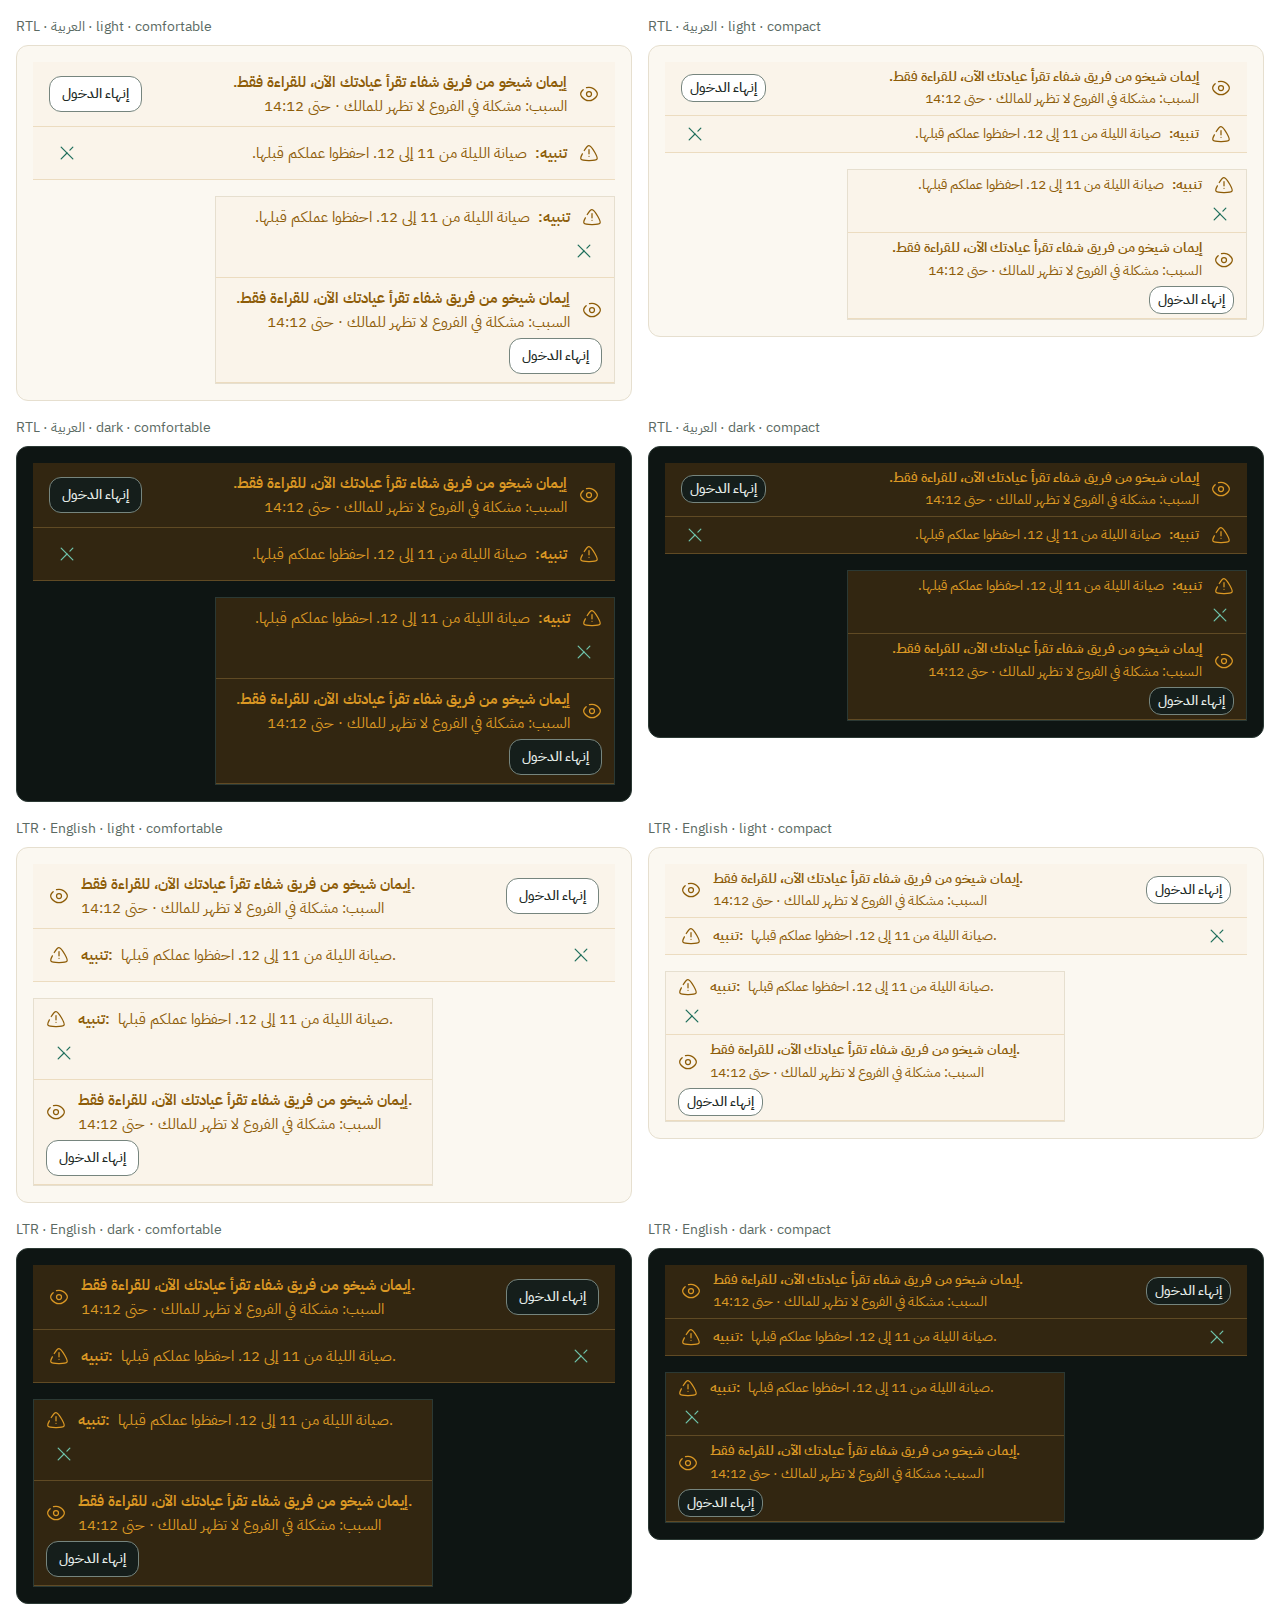 RTL · العربية · light · comfortable
إيمان شيخو من فريق شفاء تقرأ عيادتك الآن، للقراءة فقط.
السبب: مشكلة في الفروع لا تظهر للمالك · حتى 14:12
إنهاء الدخول
تنبيه: صيانة الليلة من 11 إلى 12. احفظوا عملكم قبلها.
تنبيه: صيانة الليلة من 11 إلى 12. احفظوا عملكم قبلها.
إيمان شيخو من فريق شفاء تقرأ عيادتك الآن، للقراءة فقط.
السبب: مشكلة في الفروع لا تظهر للمالك · حتى 14:12
إنهاء الدخول
RTL · العربية · light · compact
إيمان شيخو من فريق شفاء تقرأ عيادتك الآن، للقراءة فقط.
السبب: مشكلة في الفروع لا تظهر للمالك · حتى 14:12
إنهاء الدخول
تنبيه: صيانة الليلة من 11 إلى 12. احفظوا عملكم قبلها.
تنبيه: صيانة الليلة من 11 إلى 12. احفظوا عملكم قبلها.
إيمان شيخو من فريق شفاء تقرأ عيادتك الآن، للقراءة فقط.
السبب: مشكلة في الفروع لا تظهر للمالك · حتى 14:12
إنهاء الدخول
RTL · العربية · dark · comfortable
إيمان شيخو من فريق شفاء تقرأ عيادتك الآن، للقراءة فقط.
السبب: مشكلة في الفروع لا تظهر للمالك · حتى 14:12
إنهاء الدخول
تنبيه: صيانة الليلة من 11 إلى 12. احفظوا عملكم قبلها.
تنبيه: صيانة الليلة من 11 إلى 12. احفظوا عملكم قبلها.
إيمان شيخو من فريق شفاء تقرأ عيادتك الآن، للقراءة فقط.
السبب: مشكلة في الفروع لا تظهر للمالك · حتى 14:12
إنهاء الدخول
RTL · العربية · dark · compact
إيمان شيخو من فريق شفاء تقرأ عيادتك الآن، للقراءة فقط.
السبب: مشكلة في الفروع لا تظهر للمالك · حتى 14:12
إنهاء الدخول
تنبيه: صيانة الليلة من 11 إلى 12. احفظوا عملكم قبلها.
تنبيه: صيانة الليلة من 11 إلى 12. احفظوا عملكم قبلها.
إيمان شيخو من فريق شفاء تقرأ عيادتك الآن، للقراءة فقط.
السبب: مشكلة في الفروع لا تظهر للمالك · حتى 14:12
إنهاء الدخول
LTR · English · light · comfortable
إيمان شيخو من فريق شفاء تقرأ عيادتك الآن، للقراءة فقط.
السبب: مشكلة في الفروع لا تظهر للمالك · حتى 14:12
إنهاء الدخول
تنبيه: صيانة الليلة من 11 إلى 12. احفظوا عملكم قبلها.
تنبيه: صيانة الليلة من 11 إلى 12. احفظوا عملكم قبلها.
إيمان شيخو من فريق شفاء تقرأ عيادتك الآن، للقراءة فقط.
السبب: مشكلة في الفروع لا تظهر للمالك · حتى 14:12
إنهاء الدخول
LTR · English · light · compact
إيمان شيخو من فريق شفاء تقرأ عيادتك الآن، للقراءة فقط.
السبب: مشكلة في الفروع لا تظهر للمالك · حتى 14:12
إنهاء الدخول
تنبيه: صيانة الليلة من 11 إلى 12. احفظوا عملكم قبلها.
تنبيه: صيانة الليلة من 11 إلى 12. احفظوا عملكم قبلها.
إيمان شيخو من فريق شفاء تقرأ عيادتك الآن، للقراءة فقط.
السبب: مشكلة في الفروع لا تظهر للمالك · حتى 14:12
إنهاء الدخول
LTR · English · dark · comfortable
إيمان شيخو من فريق شفاء تقرأ عيادتك الآن، للقراءة فقط.
السبب: مشكلة في الفروع لا تظهر للمالك · حتى 14:12
إنهاء الدخول
تنبيه: صيانة الليلة من 11 إلى 12. احفظوا عملكم قبلها.
تنبيه: صيانة الليلة من 11 إلى 12. احفظوا عملكم قبلها.
إيمان شيخو من فريق شفاء تقرأ عيادتك الآن، للقراءة فقط.
السبب: مشكلة في الفروع لا تظهر للمالك · حتى 14:12
إنهاء الدخول
LTR · English · dark · compact
إيمان شيخو من فريق شفاء تقرأ عيادتك الآن، للقراءة فقط.
السبب: مشكلة في الفروع لا تظهر للمالك · حتى 14:12
إنهاء الدخول
تنبيه: صيانة الليلة من 11 إلى 12. احفظوا عملكم قبلها.
تنبيه: صيانة الليلة من 11 إلى 12. احفظوا عملكم قبلها.
إيمان شيخو من فريق شفاء تقرأ عيادتك الآن، للقراءة فقط.
السبب: مشكلة في الفروع لا تظهر للمالك · حتى 14:12
إنهاء الدخول